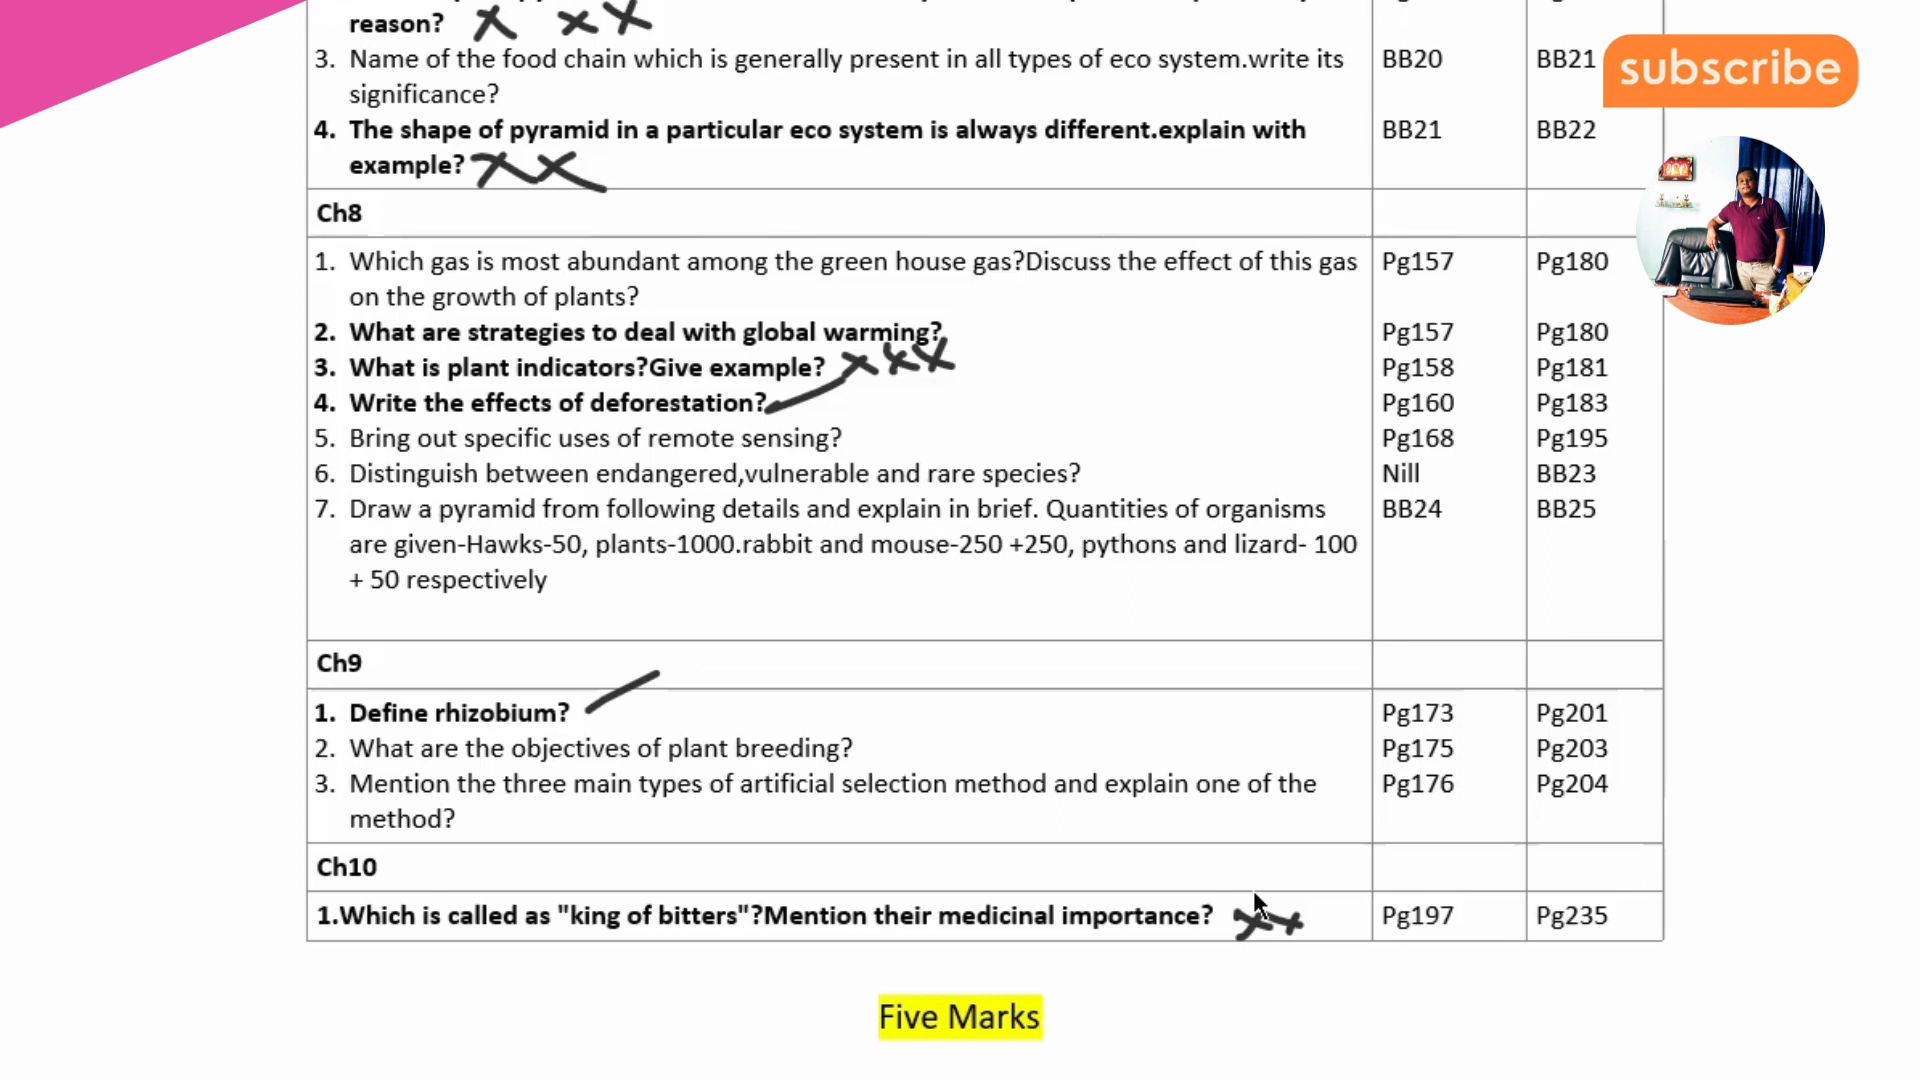 reason?
3. Name of the food chain which is generally present in all types of eco system.write its BB20 BB21
significance?
4. The shape of pyramid in a particular eco system is always different.explain with BB21 BB22
example?
subscribe
Ch8
1. Which gas is most abundant among the green house gas?Discuss the effect of this gas Pg157 Pg180
on the growth of plants?
2. What are strategies to deal with global warming? Pg157 Pg180
3. What is plant indicators?Give example? Pg158 Pg181
4. Write the effects of deforestation? Pg160 Pg183
5. Bring out specific uses of remote sensing? Pg168 Pg195
6. Distinguish between endangered,vulnerable and rare species? Nill BB23
7. Draw a pyramid from following details and explain in brief. Quantities of organisms BB24 BB25
are given-Hawks-50, plants-1000.rabbit and mouse-250 +250, pythons and lizard- 100
+ 50 respectively
Ch9
1. Define rhizobium? Pg173 Pg201
2. What are the objectives of plant breeding? Pg175 Pg203
3. Mention the three main types of artificial selection method and explain one of the Pg176 Pg204
method?
Ch10
1.Which is called as "king of bitters"?Mention their medicinal importance? Pg197 Pg235
Five Marks